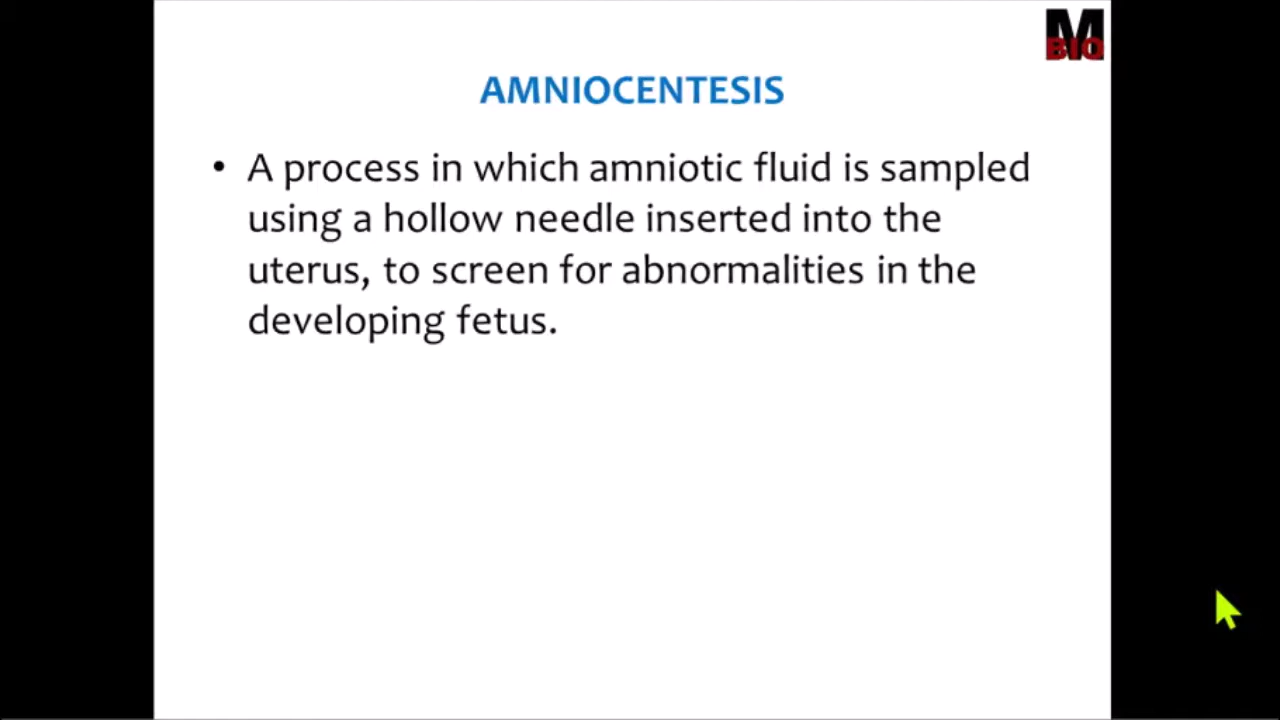 M
BIO
AMNIOCENTESIS
• A process in which amniotic fluid is sampled
using a hollow needle inserted into the
uterus, to screen for abnormalities in the
developing fetus.